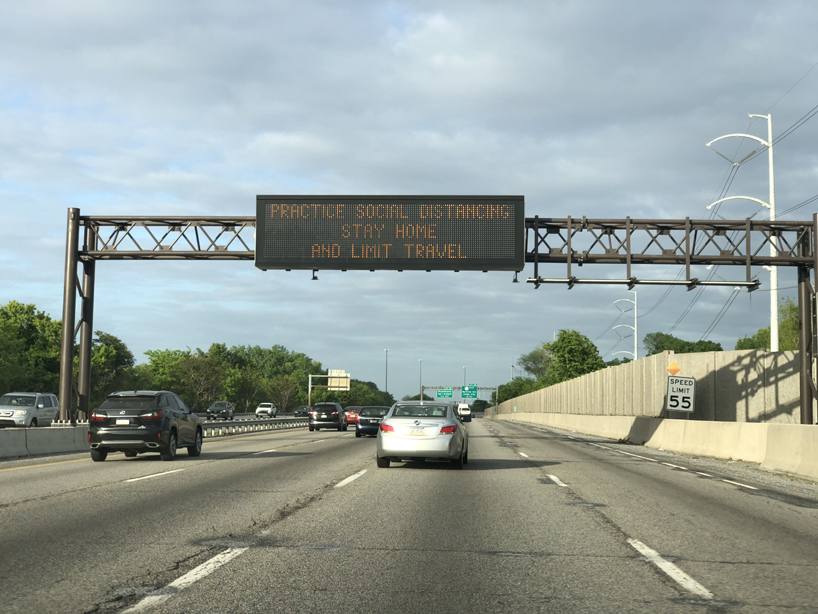 PRACTICE SOCIAL DISTANCING
STAY HOME
AND LIMIT TRAVEL
SPEED
LIMIT
55